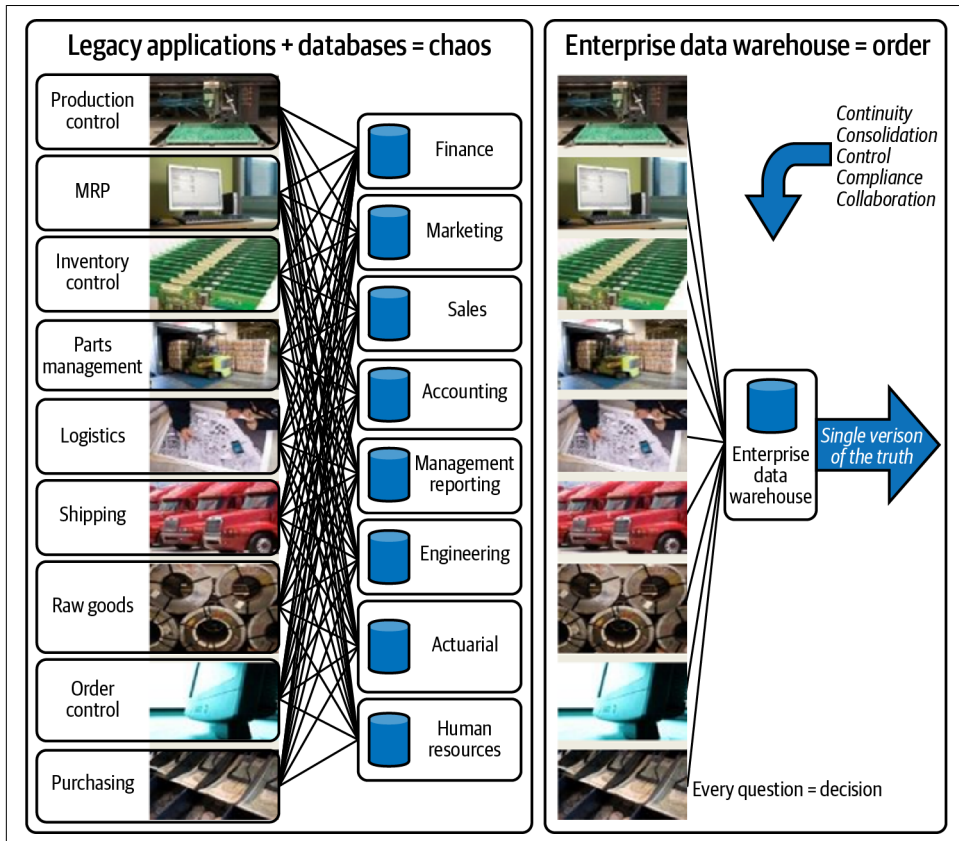 Legacy applications + databases = chaos
Production
control
MRP
Inventory
control
Parts
management
Logistics
Shipping
Raw goods
Order
control
Purchasing
Finance
Marketing
Sales
Accounting
Management
reporting
Engineering
Actuarial
Human
resources
Enterprise data warehouse = order
Continuity
Consolidation
Control
Compliance
Collaboration
Enterprise
data
warehouse
Single verison
of the truth
Every question = decision